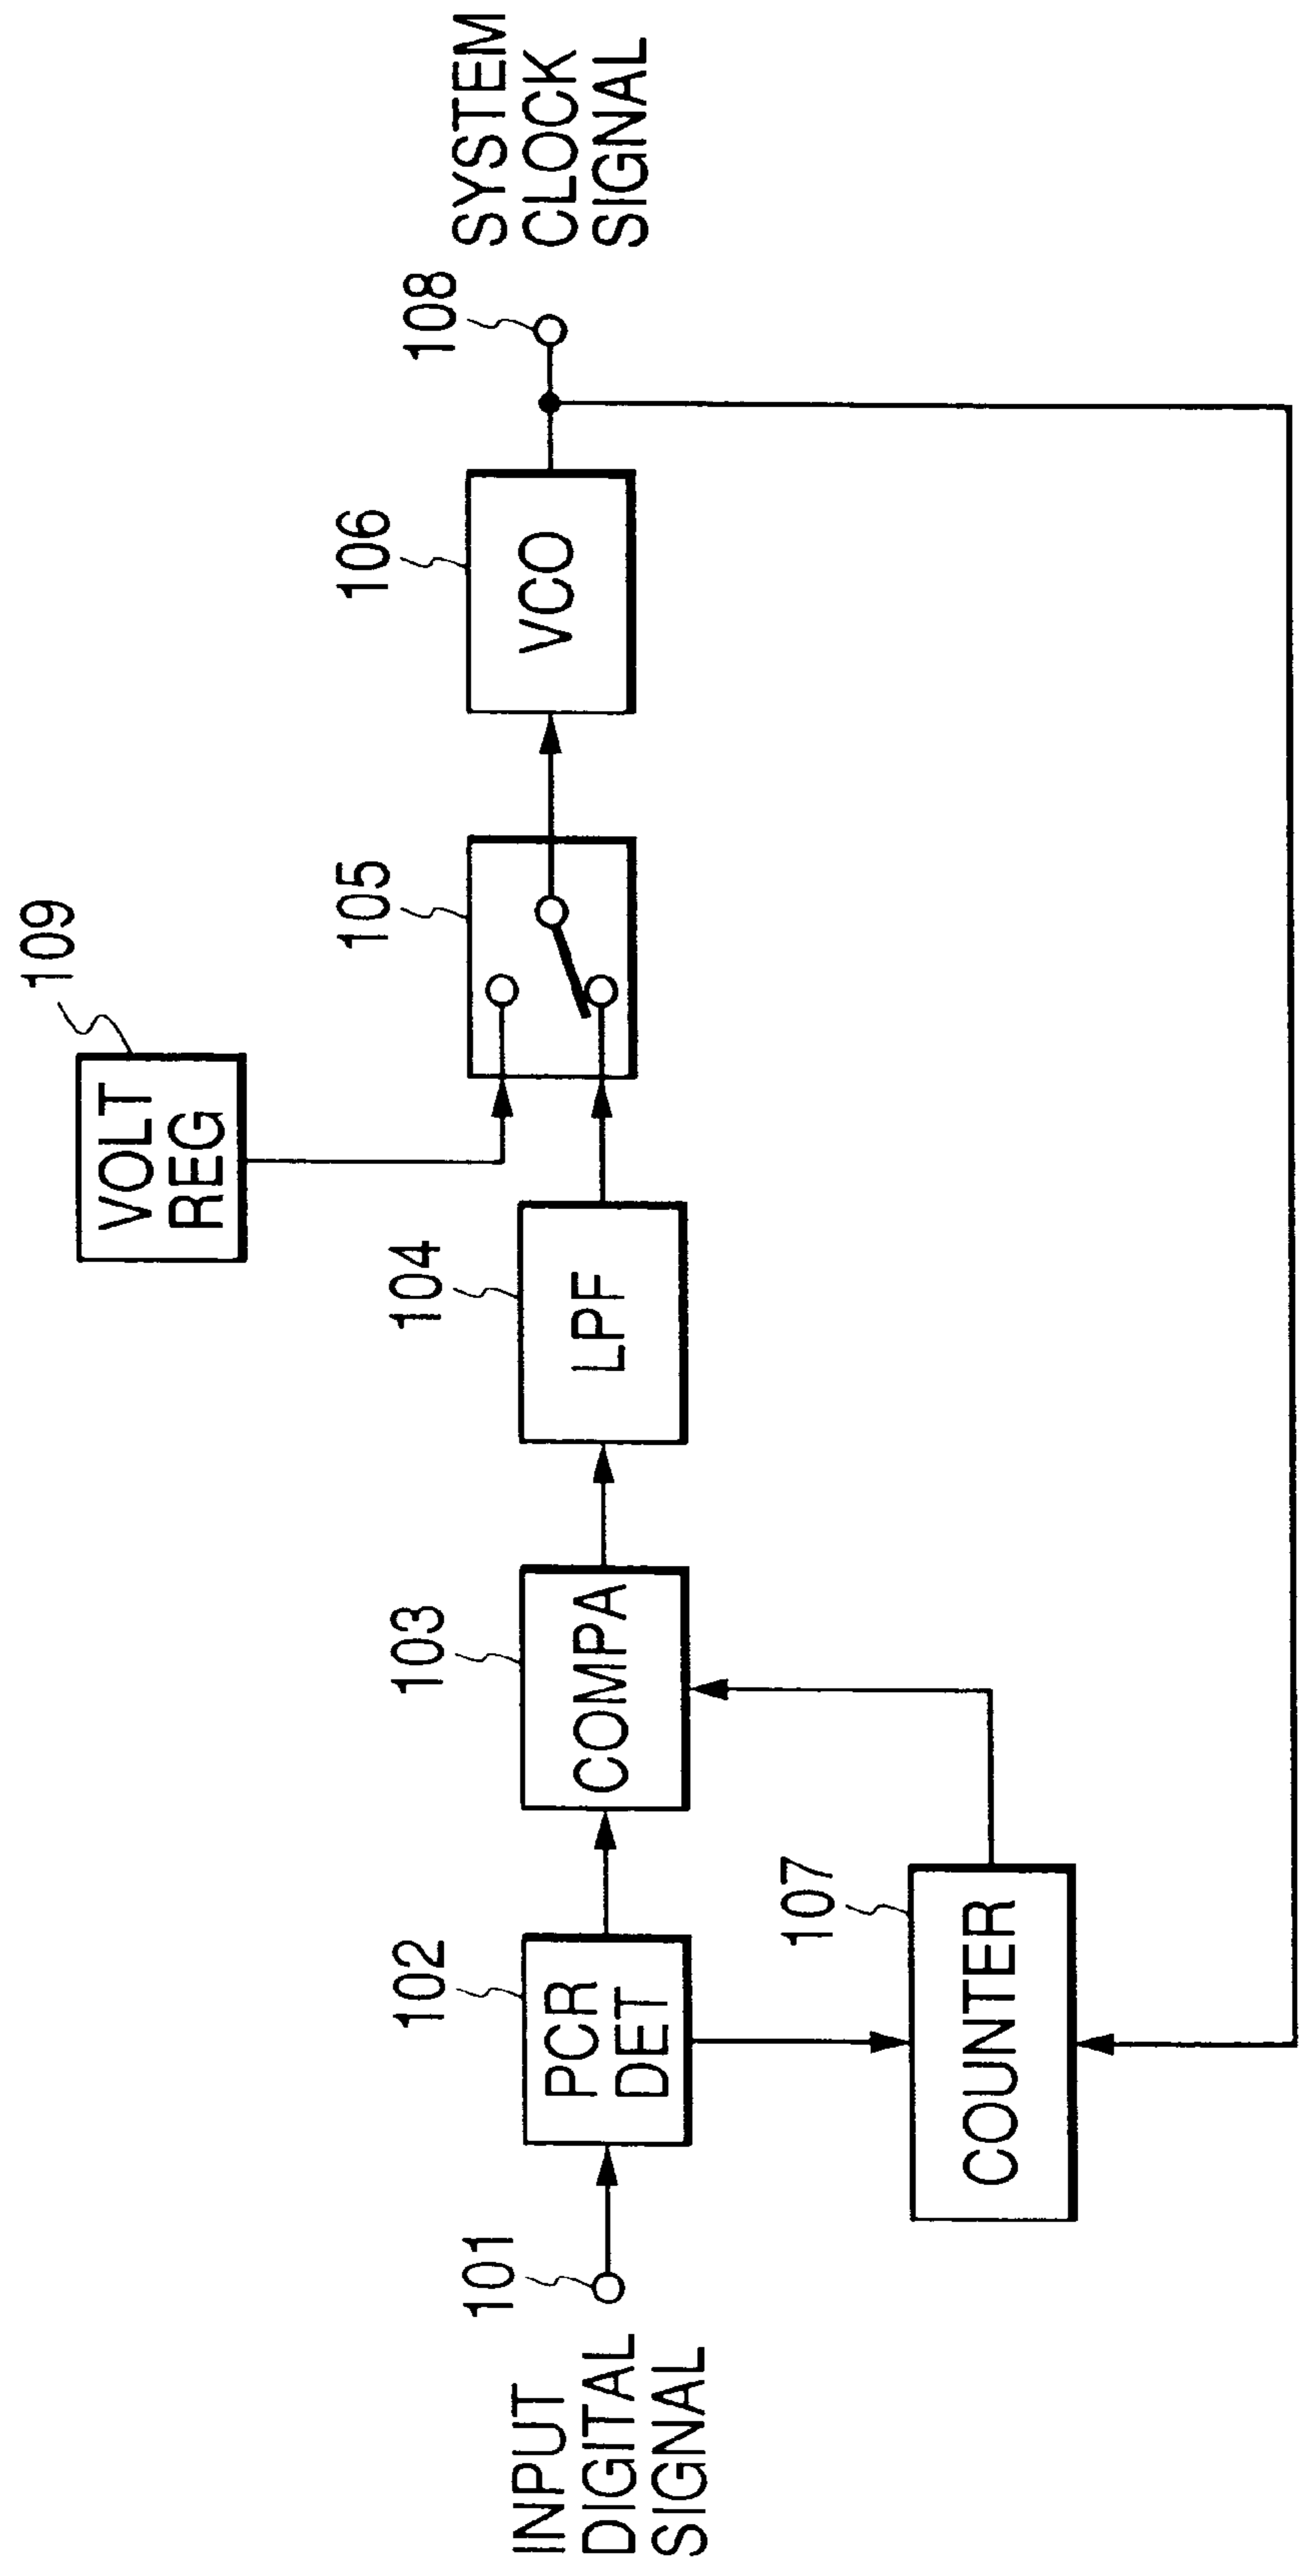 109
VOLT
REG
101
INPUT
DIGITAL
SIGNAL
102
PCR
DET
103
COMPA
104
LPF
105
106
VCO
108
SYSTEM
CLOCK
SIGNAL
107
COUNTER